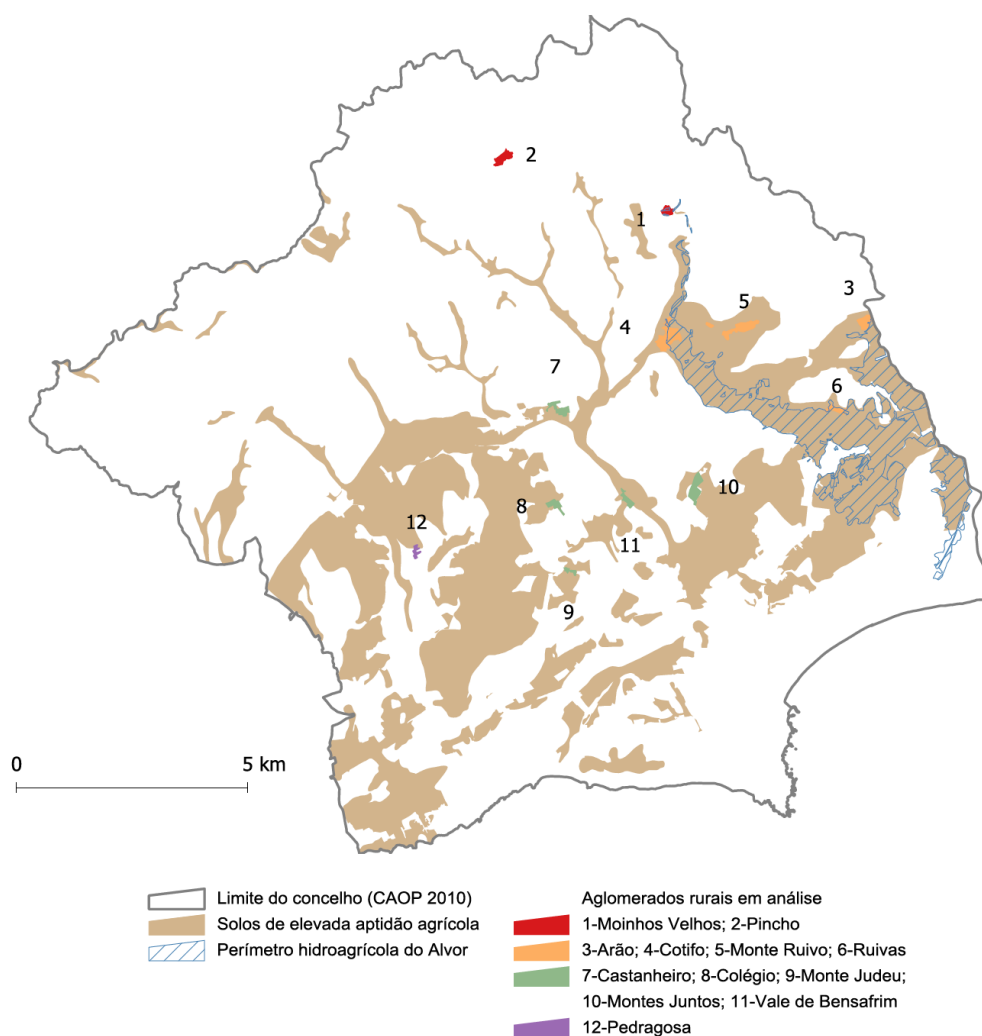 2
1
3
5
4
7
6
10
8
12
11
9
0 5 km
Limite do concelho (CAOP 2010)
Solos de elevada aptidão agrícola
Perímetro hidroagrícola do Alvor
Aglomerados rurais em análise
1-Moinhos Velhos; 2-Pincho
3-Arão; 4-Cotifo; 5-Monte Ruivo; 6-Ruivas
7-Castanheiro; 8-Colégio; 9-Monte Judeu;
10-Montes Juntos; 11-Vale de Bensafrim
12-Pedragosa